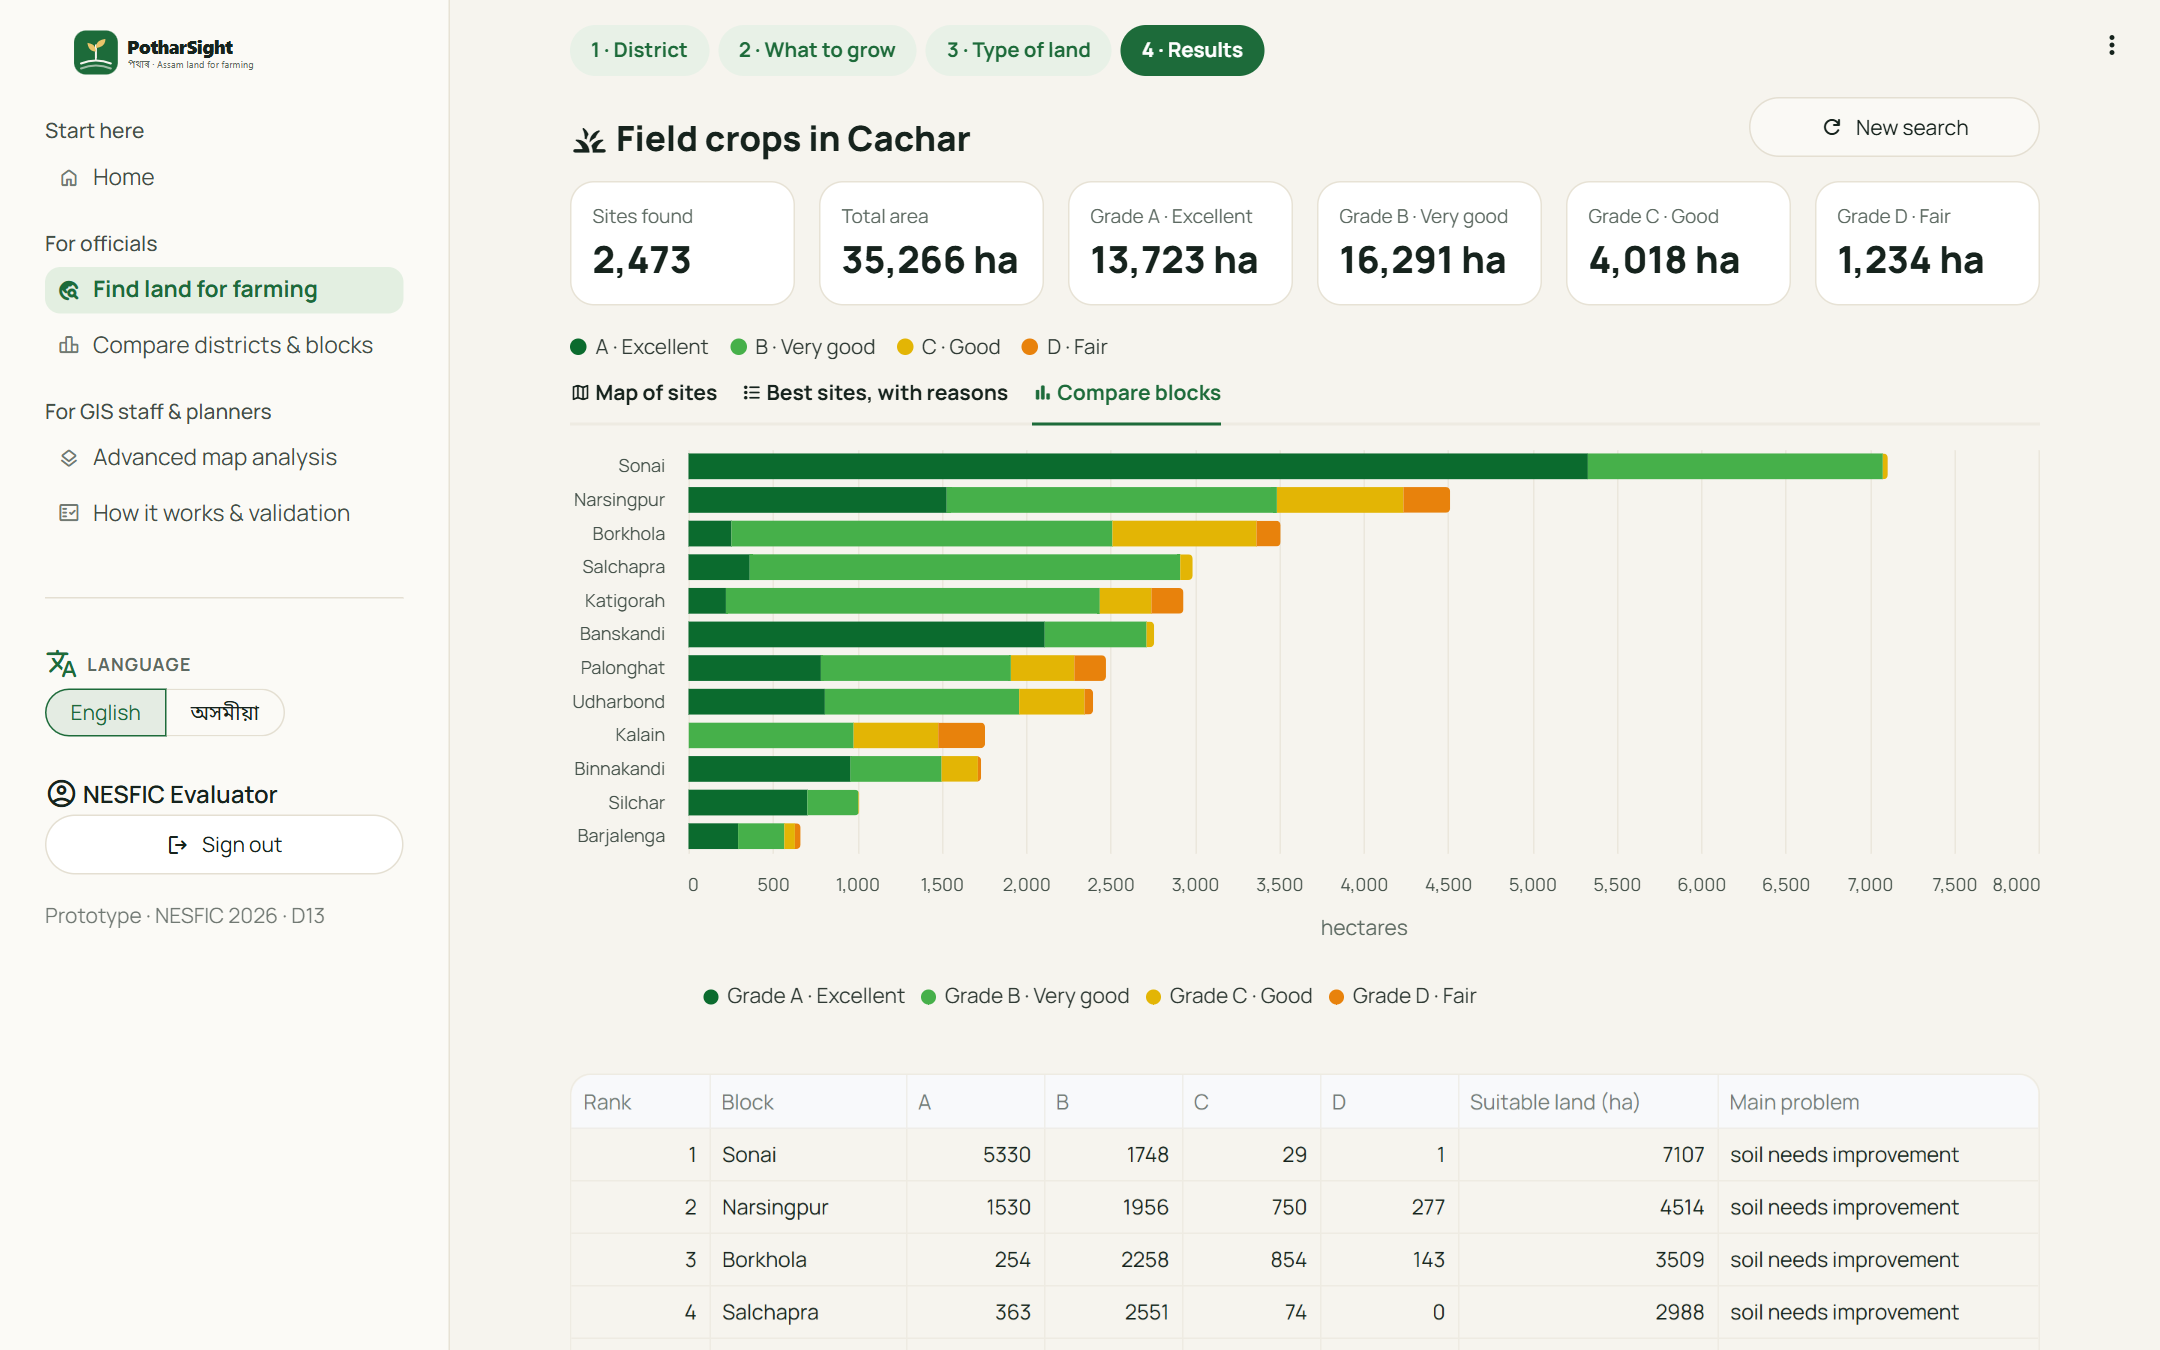 PotharSight
পথাৰ · Assam land for farming
Start here
Home
For officials
Find land for farming
Compare districts & blocks
For GIS staff & planners
Advanced map analysis
How it works & validation
LANGUAGE
English অসমীয়া
NESFIC Evaluator
Sign out
Prototype · NESFIC 2026 · D13
1 · District 2 · What to grow 3 · Type of land 4 · Results
Field crops in Cachar
New search
Sites found Total area Grade A · Excellent Grade B · Very good Grade C · Good Grade D · Fair
2,473 35,266 ha 13,723 ha 16,291 ha 4,018 ha 1,234 ha
A · Excellent B · Very good C · Good D · Fair
Map of sites Best sites, with reasons Compare blocks
Sonai
Narsingpur
Borkhola
Salchapra
Katigorah
Banskandi
Palonghat
Udharbond
Kalain
Binnakandi
Silchar
Barjalenga
0 500 1,000 1,500 2,000 2,500 3,000 3,500 4,000 4,500 5,000 5,500 6,000 6,500 7,000 7,500 8,000
hectares
Grade A · Excellent Grade B · Very good Grade C · Good Grade D · Fair
Rank Block A B C D Suitable land (ha) Main problem
1 Sonai 5330 1748 29 1 7107 soil needs improvement
2 Narsingpur 1530 1956 750 277 4514 soil needs improvement
3 Borkhola 254 2258 854 143 3509 soil needs improvement
4 Salchapra 363 2551 74 0 2988 soil needs improvement